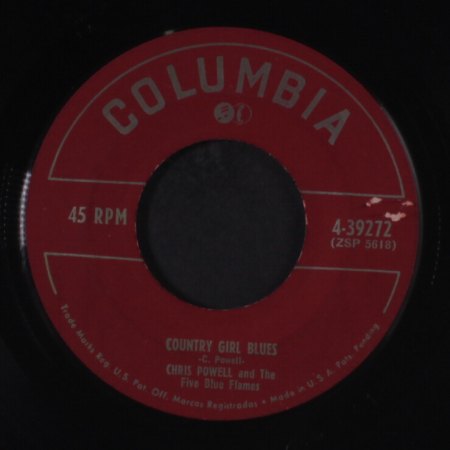 COLUMBIA
45 RPM
4-39272
(ZSP 5618)
COUNTRY GIRL BLUES
-C. Powell-
CHRIS POWELL and The
Five Blue Flames
Trade Marks Reg. U.S. Pat. Off. Marcas Registradas • Made in U.S.A. Pats. Pending